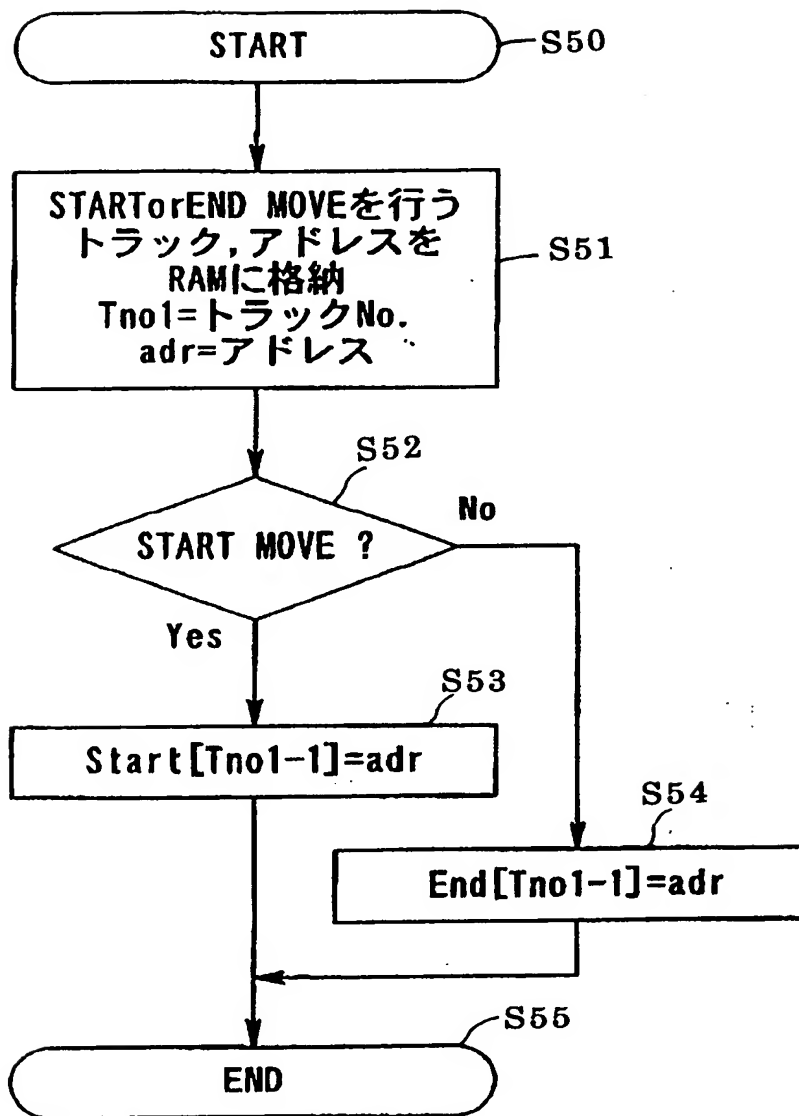 START
S50
STARTorEND MOVEを行う
トラック,アドレスを
RAMに格納
Tno1=トラックNo.
adr=アドレス
S51
S52
START MOVE ?
No
Yes
S53
Start[Tno1-1]=adr
S54
End[Tno1-1]=adr
S55
END